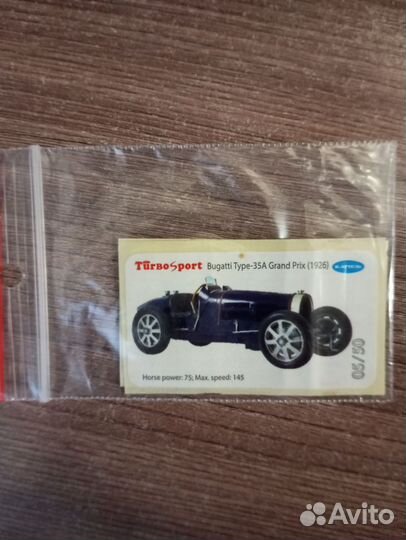 TURBOSPORT Bugatti Type-35A Grand Prix (1926)
Horse power: 75; Max. speed: 145
05/50
Avito